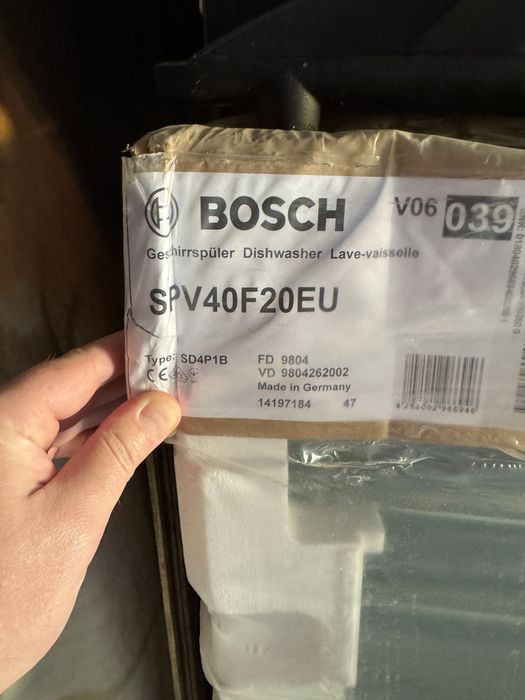 BOSCH
V06 039
Geschirrspüler Dishwasher Lave-vaisselle
SPV40F20EU
Type: SD4P1B FD 9804
VD 9804262002
Made in Germany
14197184 47